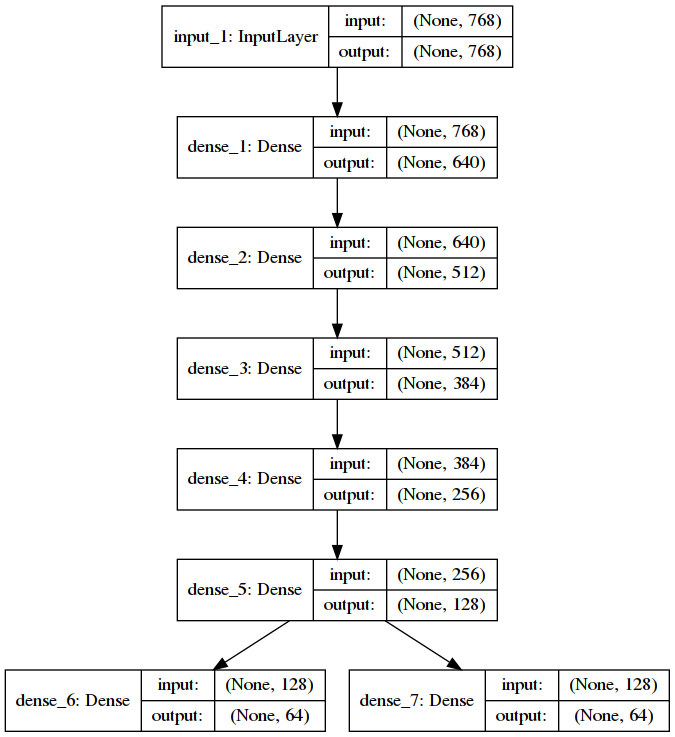 input_1: InputLayer
input: (None, 768)
output: (None, 768)
dense_1: Dense
input: (None, 768)
output: (None, 640)
dense_2: Dense
input: (None, 640)
output: (None, 512)
dense_3: Dense
input: (None, 512)
output: (None, 384)
dense_4: Dense
input: (None, 384)
output: (None, 256)
dense_5: Dense
input: (None, 256)
output: (None, 128)
dense_6: Dense
input: (None, 128)
output: (None, 64)
dense_7: Dense
input: (None, 128)
output: (None, 64)